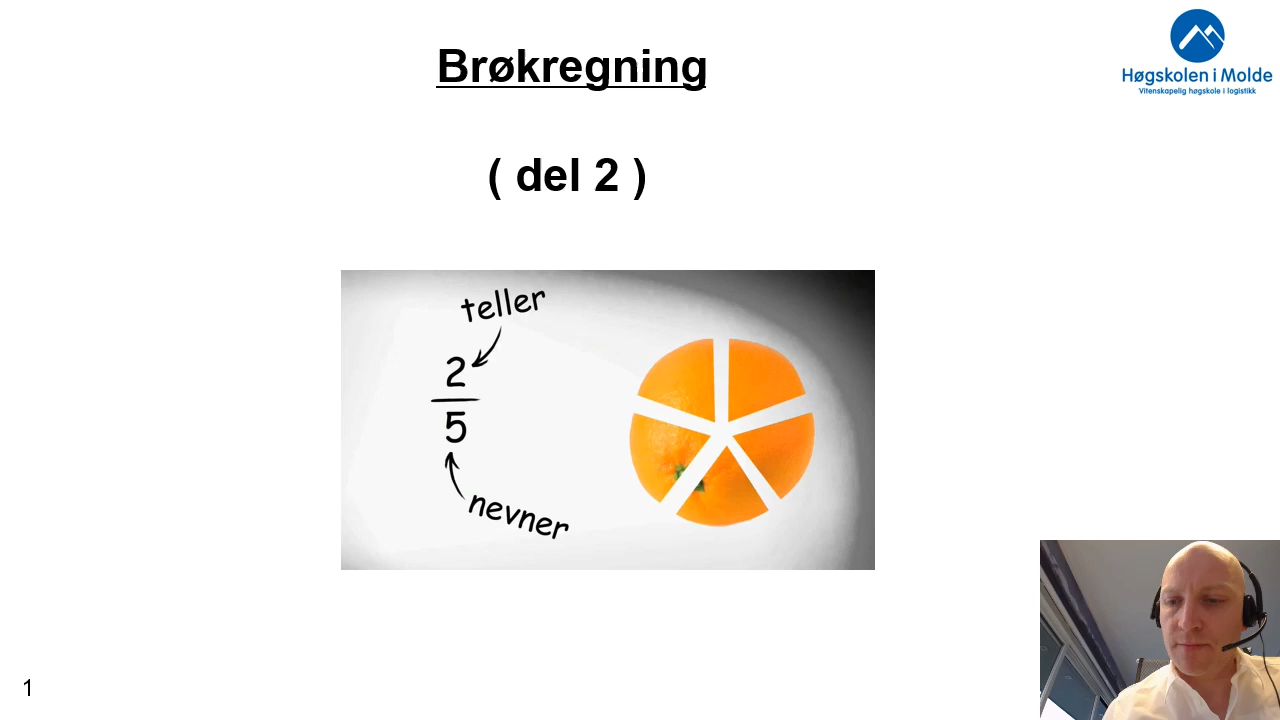 Brøkregning
Høgskolen i Molde
Vitenskapelig høgskole i logistikk
( del 2 )
teller
2
5
nevner
1